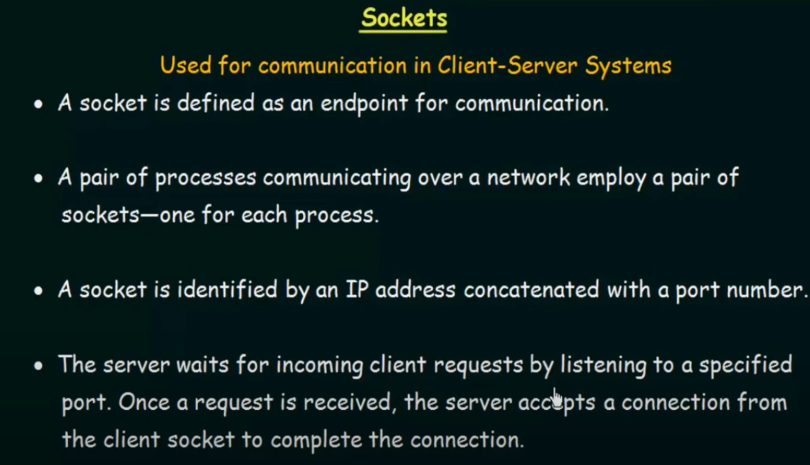 Sockets
Used for communication in Client-Server Systems
• A socket is defined as an endpoint for communication.
• A pair of processes communicating over a network employ a pair of
sockets—one for each process.
• A socket is identified by an IP address concatenated with a port number.
• The server waits for incoming client requests by listening to a specified
port. Once a request is received, the server accepts a connection from
the client socket to complete the connection.